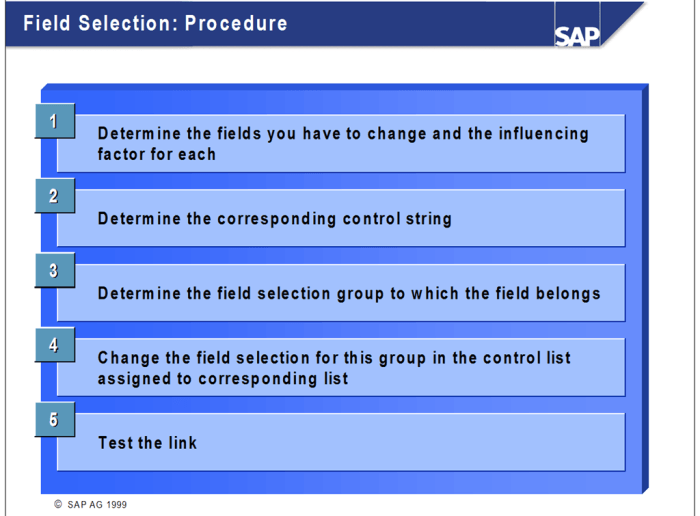 Field Selection: Procedure
SAP
1
Determine the fields you have to change and the influencing
factor for each
2
Determine the corresponding control string
3
Determine the field selection group to which the field belongs
4
Change the field selection for this group in the control list
assigned to corresponding list
5
Test the link
© SAP AG 1999